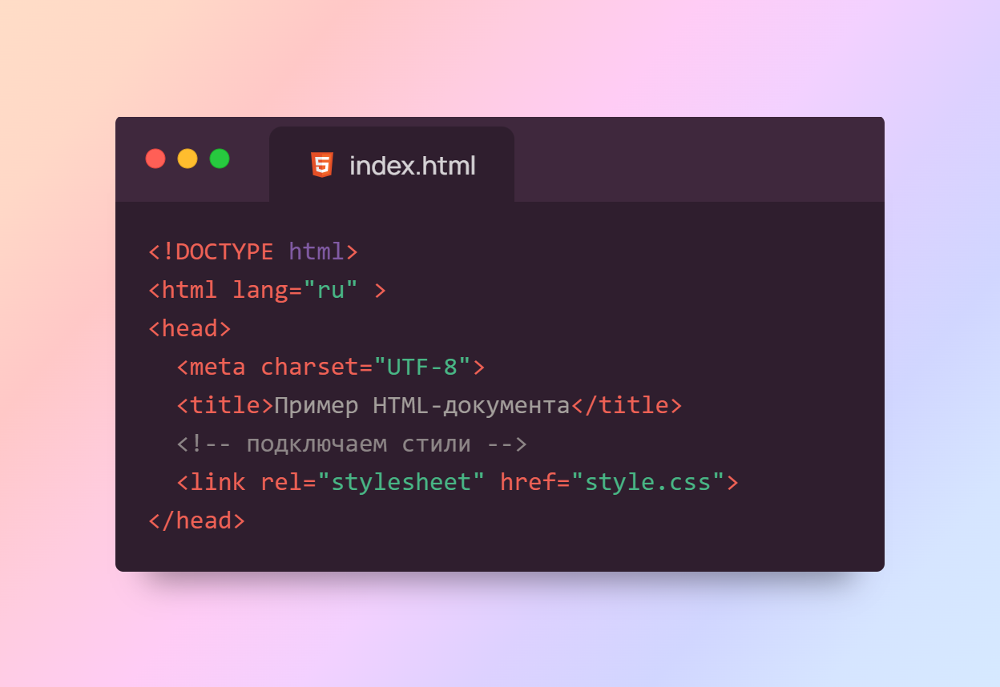 index.html
<!DOCTYPE html>
<html lang="ru" >
<head>
  <meta charset="UTF-8">
  <title>Пример HTML-документа</title>
  <!-- подключаем стили -->
  <link rel="stylesheet" href="style.css">
</head>